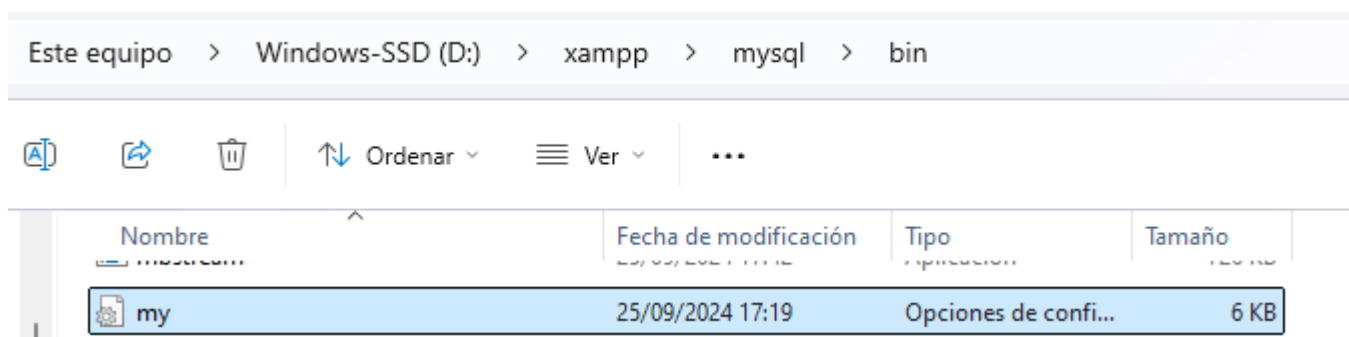 Este equipo > Windows-SSD (D:) > xampp > mysql > bin
Ordenar Ver ...
Nombre Fecha de modificación Tipo Tamaño
my 25/09/2024 17:19 Opciones de confi... 6 KB